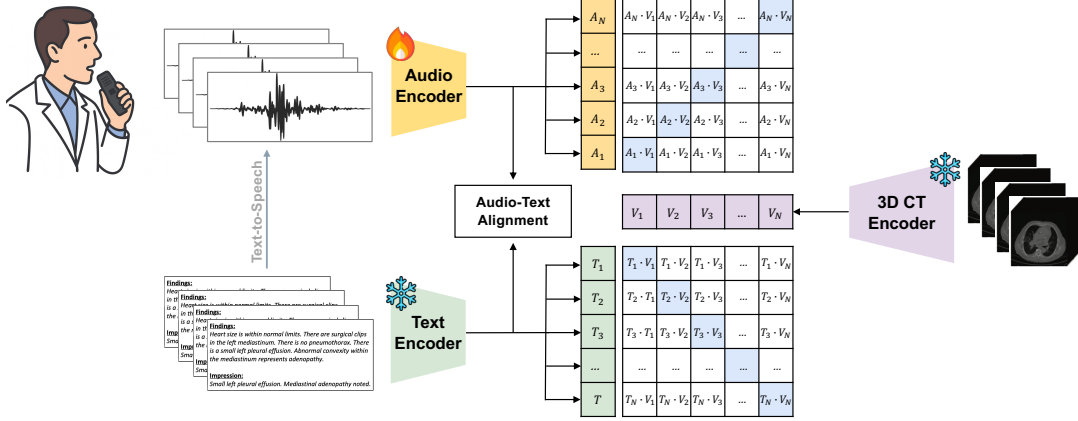 Audio
Encoder
A_N
...
A_3
A_2
A_1
A_N · V_1 A_N · V_2 A_N · V_3 ... A_N · V_N
... ... ... ... ...
A_3 · V_1 A_3 · V_2 A_3 · V_3 ... A_3 · V_N
A_2 · V_1 A_2 · V_2 A_2 · V_3 ... A_2 · V_N
A_1 · V_1 A_1 · V_2 A_1 · V_3 ... A_1 · V_N
Text-to-Speech
Audio-Text
Alignment
V_1 V_2 V_3 ... V_N
3D CT
Encoder
Findings:
Findings:
Findings:
Findings:
Heart size is within normal limits. There are surgical clips
in the left mediastinum. There is no pneumothorax. There
is a small left pleural effusion. Abnormal convexity within
the mediastinum represents adenopathy.
Impression:
Small left pleural effusion. Mediastinal adenopathy noted.
Text
Encoder
T_1
T_2
T_3
...
T
T_1 · V_1 T_1 · V_2 T_1 · V_3 ... T_1 · V_N
T_2 · T_1 T_2 · V_2 T_2 · V_3 ... T_2 · V_N
T_3 · T_1 T_3 · V_2 T_3 · V_3 ... T_3 · V_N
... ... ... ... ...
T_N · V_1 T_N · V_2 T_N · V_3 ... T_N · V_N